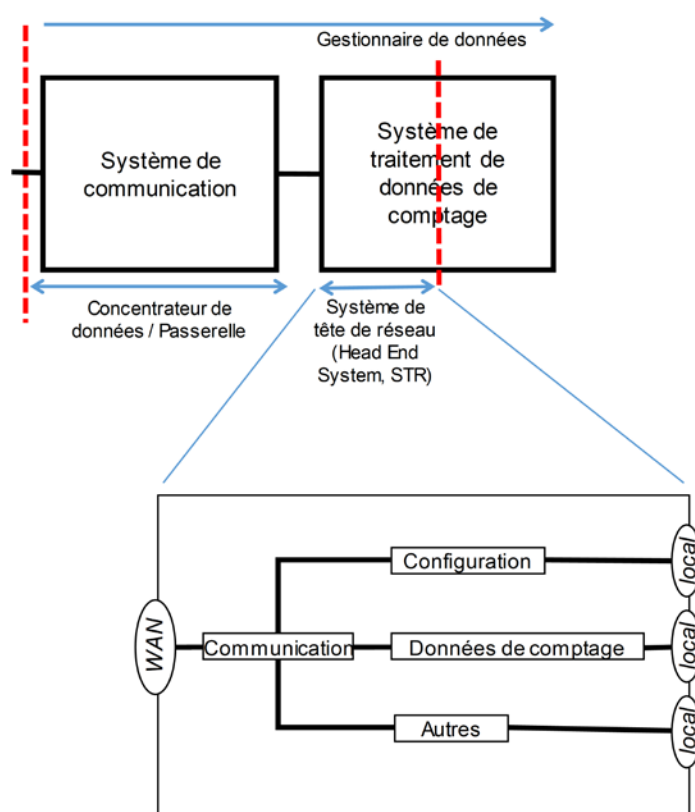 Gestionnaire de données
Système de
communication
Système de
traitement de
données de
comptage
Concentrateur de
données / Passerelle
Système de
tête de réseau
(Head End
System, STR)
Configuration
local
WAN
Communication
Données de comptage
local
Autres
local